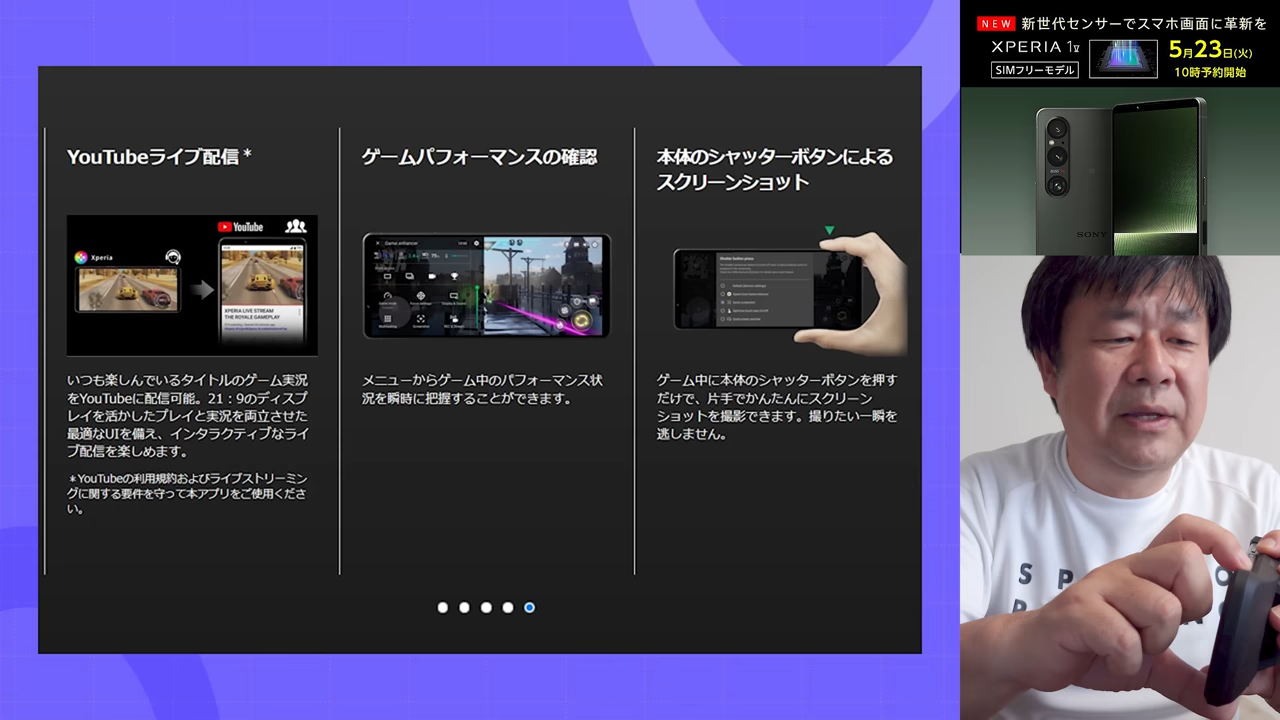 YouTubeライブ配信*
YouTube
Xperia
XPERIA LIVE STREAM
THE ROYALE GAMEPLAY
いつも楽しんでいるタイトルのゲーム実況
をYouTubeに配信可能。21：9のディスプ
レイを活かしたプレイと実況を両立させた
最適なUIを備え、インタラクティブなライ
ブ配信を楽しめます。
＊YouTubeの利用規約およびライブストリーミン
グに関する要件を守って本アプリをご使用くださ
い。
ゲームパフォーマンスの確認
Game enhancer
メニューからゲーム中のパフォーマンス状
況を瞬時に把握することができます。
本体のシャッターボタンによる
スクリーンショット
ゲーム中に本体のシャッターボタンを押す
だけで、片手でかんたんにスクリーン
ショットを撮影できます。撮りたい一瞬を
逃しません。
NEW 新世代センサーでスマホ画面に革新を
XPERIA 1V
SIMフリーモデル
5月23日(火)
10時予約開始
SONY